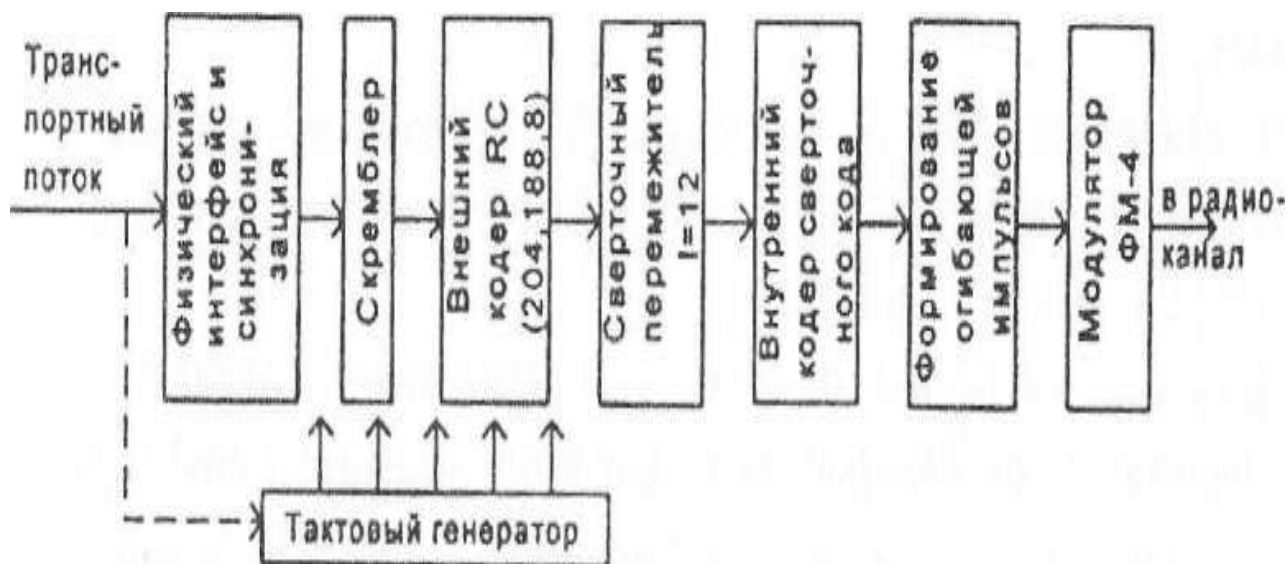 Транс-
портный
поток
Физический
интерфейс и
синхрони-
зация
Скремблер
Внешний
кодер RC
(204,188,8)
Сверточный
перемежитель
I=12
Внутренний
кодер сверточ-
ного кода
Формирование
огибающей
импульсов
Модулятор
ФМ-4
в радио-
канал
Тактовый генератор